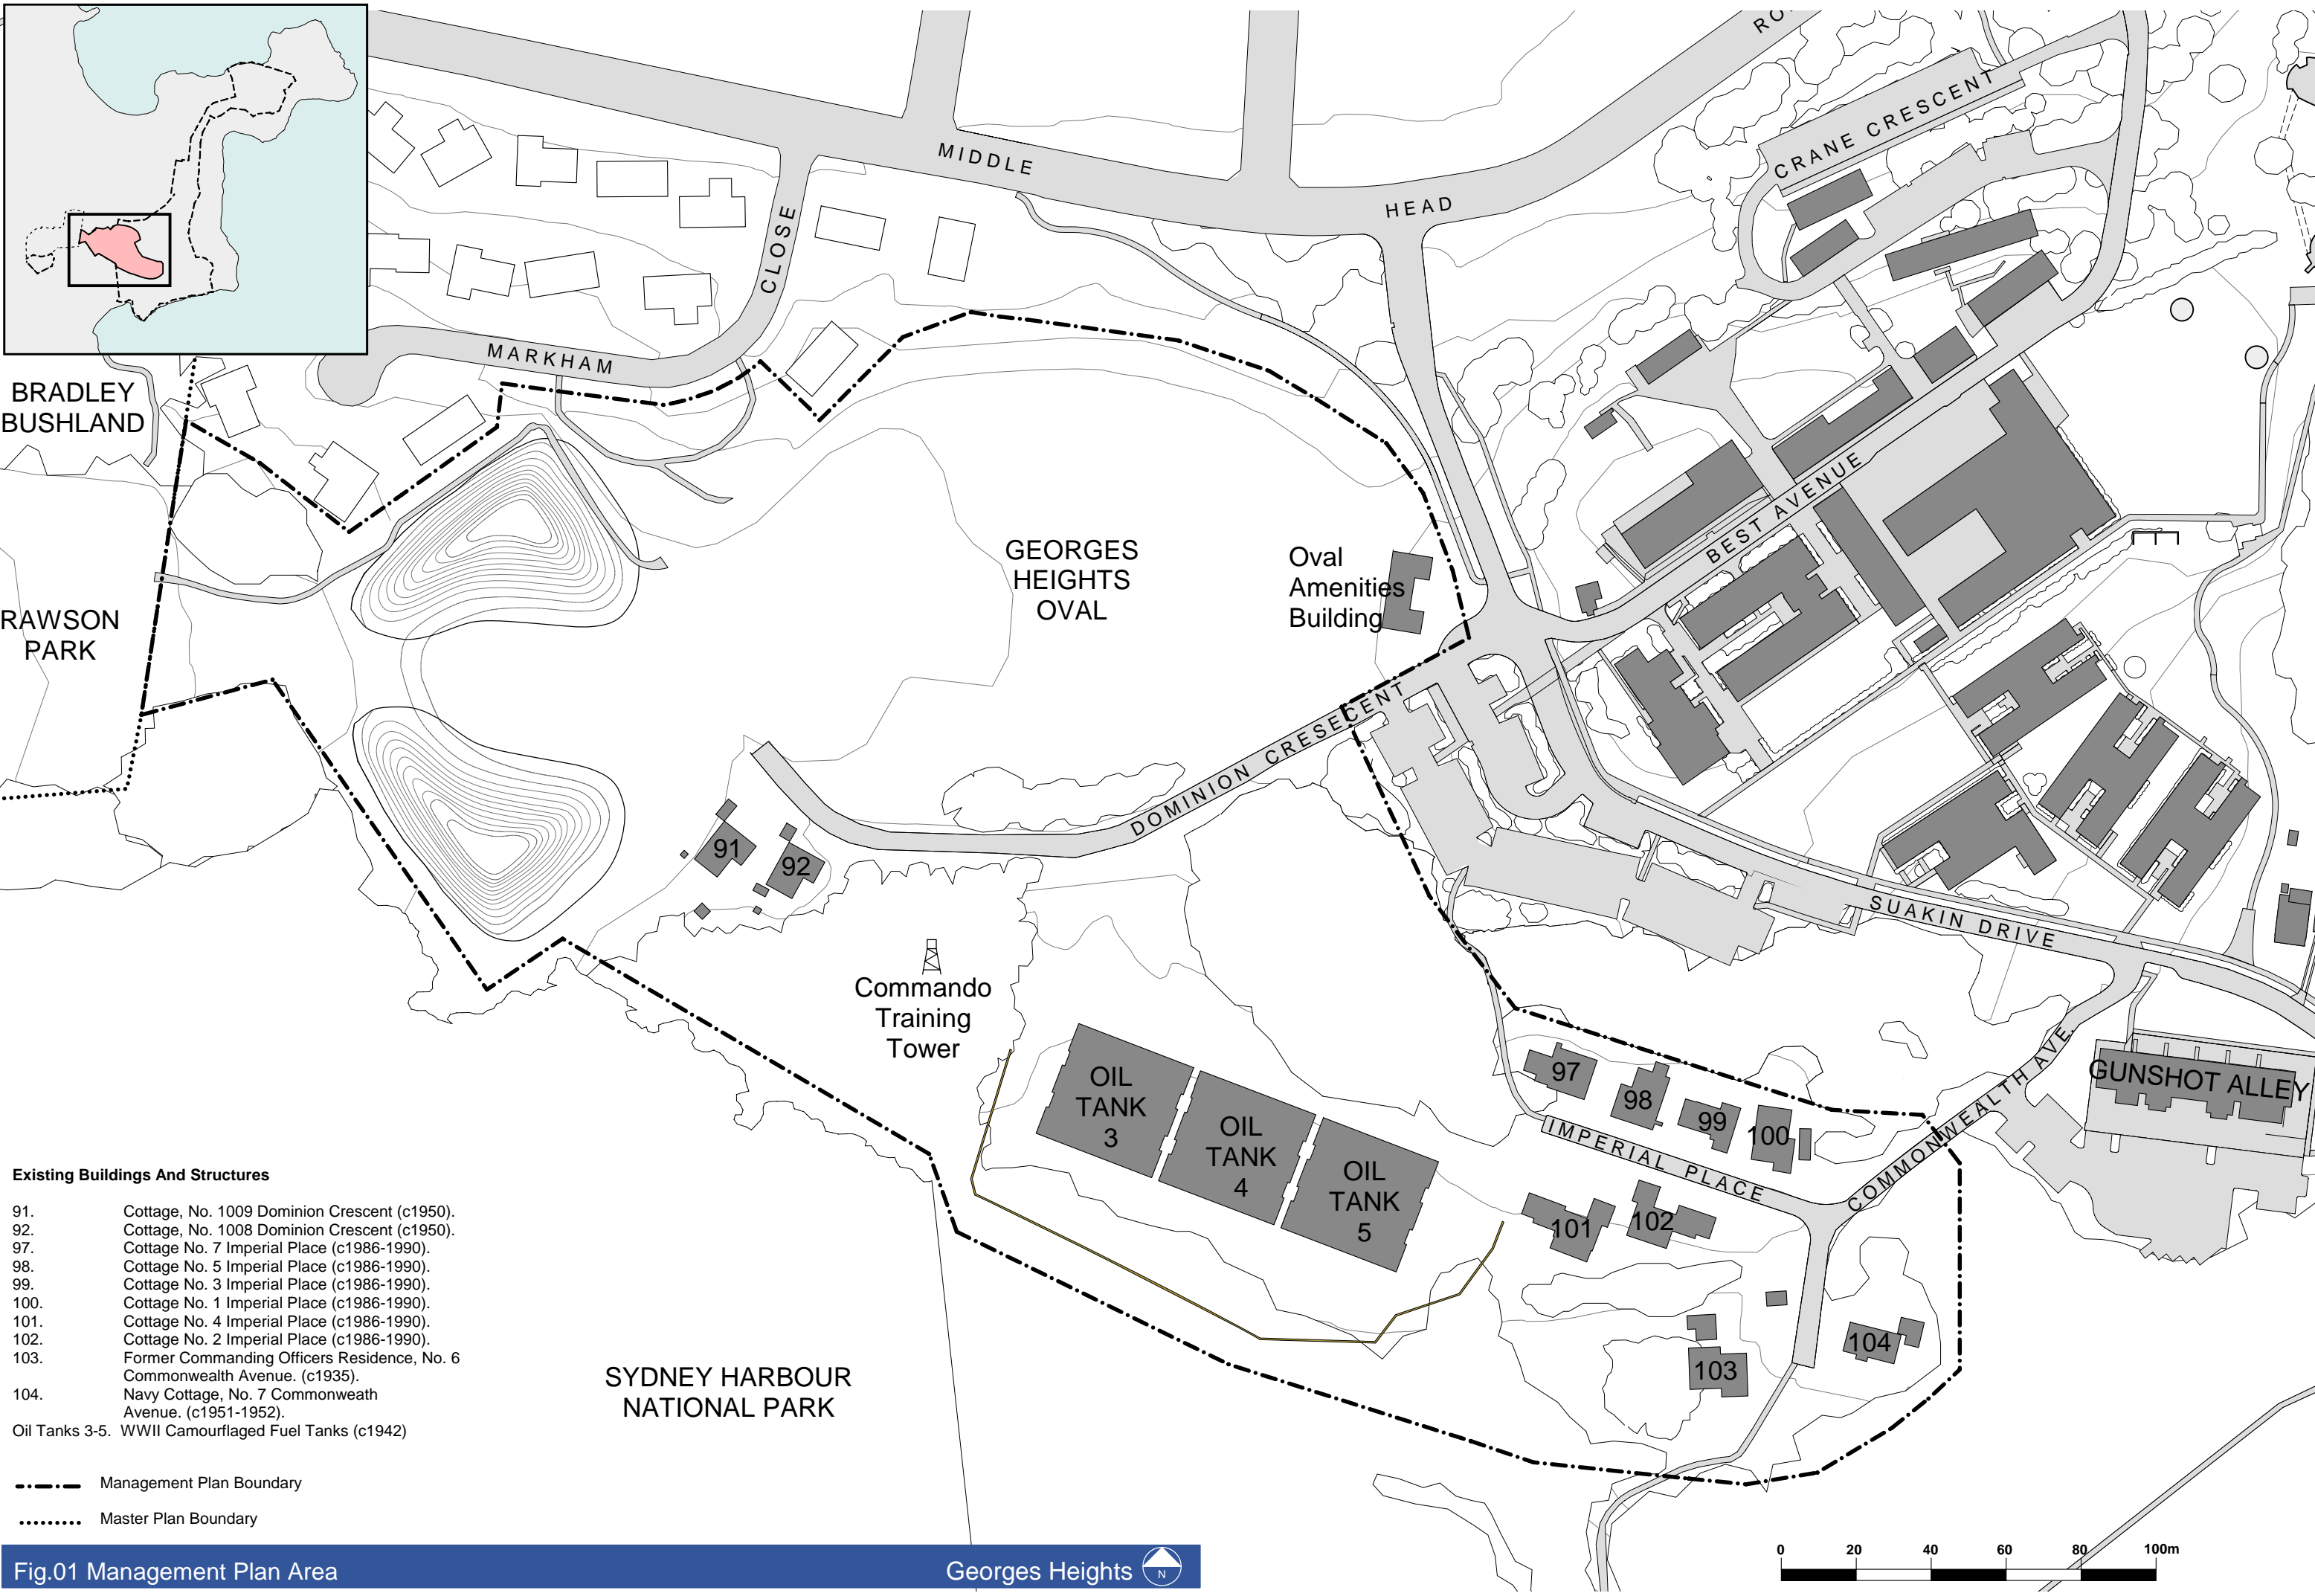 RO
CRANE CRESCENT
MIDDLE
HEAD
CLOSE
MARKHAM
BRADLEY
BUSHLAND
BEST AVENUE
GEORGES
HEIGHTS
OVAL
Oval
Amenities
Building
RAWSON
PARK
DOMINION CRESECENT
91
92
SUAKIN DRIVE
Commando
Training
Tower
COMMONWEALTH AVE.
GUNSHOT ALLEY
OIL
TANK
3
OIL
TANK
4
OIL
TANK
5
97
98
99
100
IMPERIAL PLACE
101
102
103
104
SYDNEY HARBOUR
NATIONAL PARK
Existing Buildings And Structures
91. Cottage, No. 1009 Dominion Crescent (c1950).
92. Cottage, No. 1008 Dominion Crescent (c1950).
97. Cottage No. 7 Imperial Place (c1986-1990).
98. Cottage No. 5 Imperial Place (c1986-1990).
99. Cottage No. 3 Imperial Place (c1986-1990).
100. Cottage No. 1 Imperial Place (c1986-1990).
101. Cottage No. 4 Imperial Place (c1986-1990).
102. Cottage No. 2 Imperial Place (c1986-1990).
103. Former Commanding Officers Residence, No. 6
Commonwealth Avenue. (c1935).
104. Navy Cottage, No. 7 Commonweath
Avenue. (c1951-1952).
Oil Tanks 3-5. WWII Camourflaged Fuel Tanks (c1942)
Management Plan Boundary
Master Plan Boundary
Fig.01 Management Plan Area
Georges Heights
N
0 20 40 60 80 100m